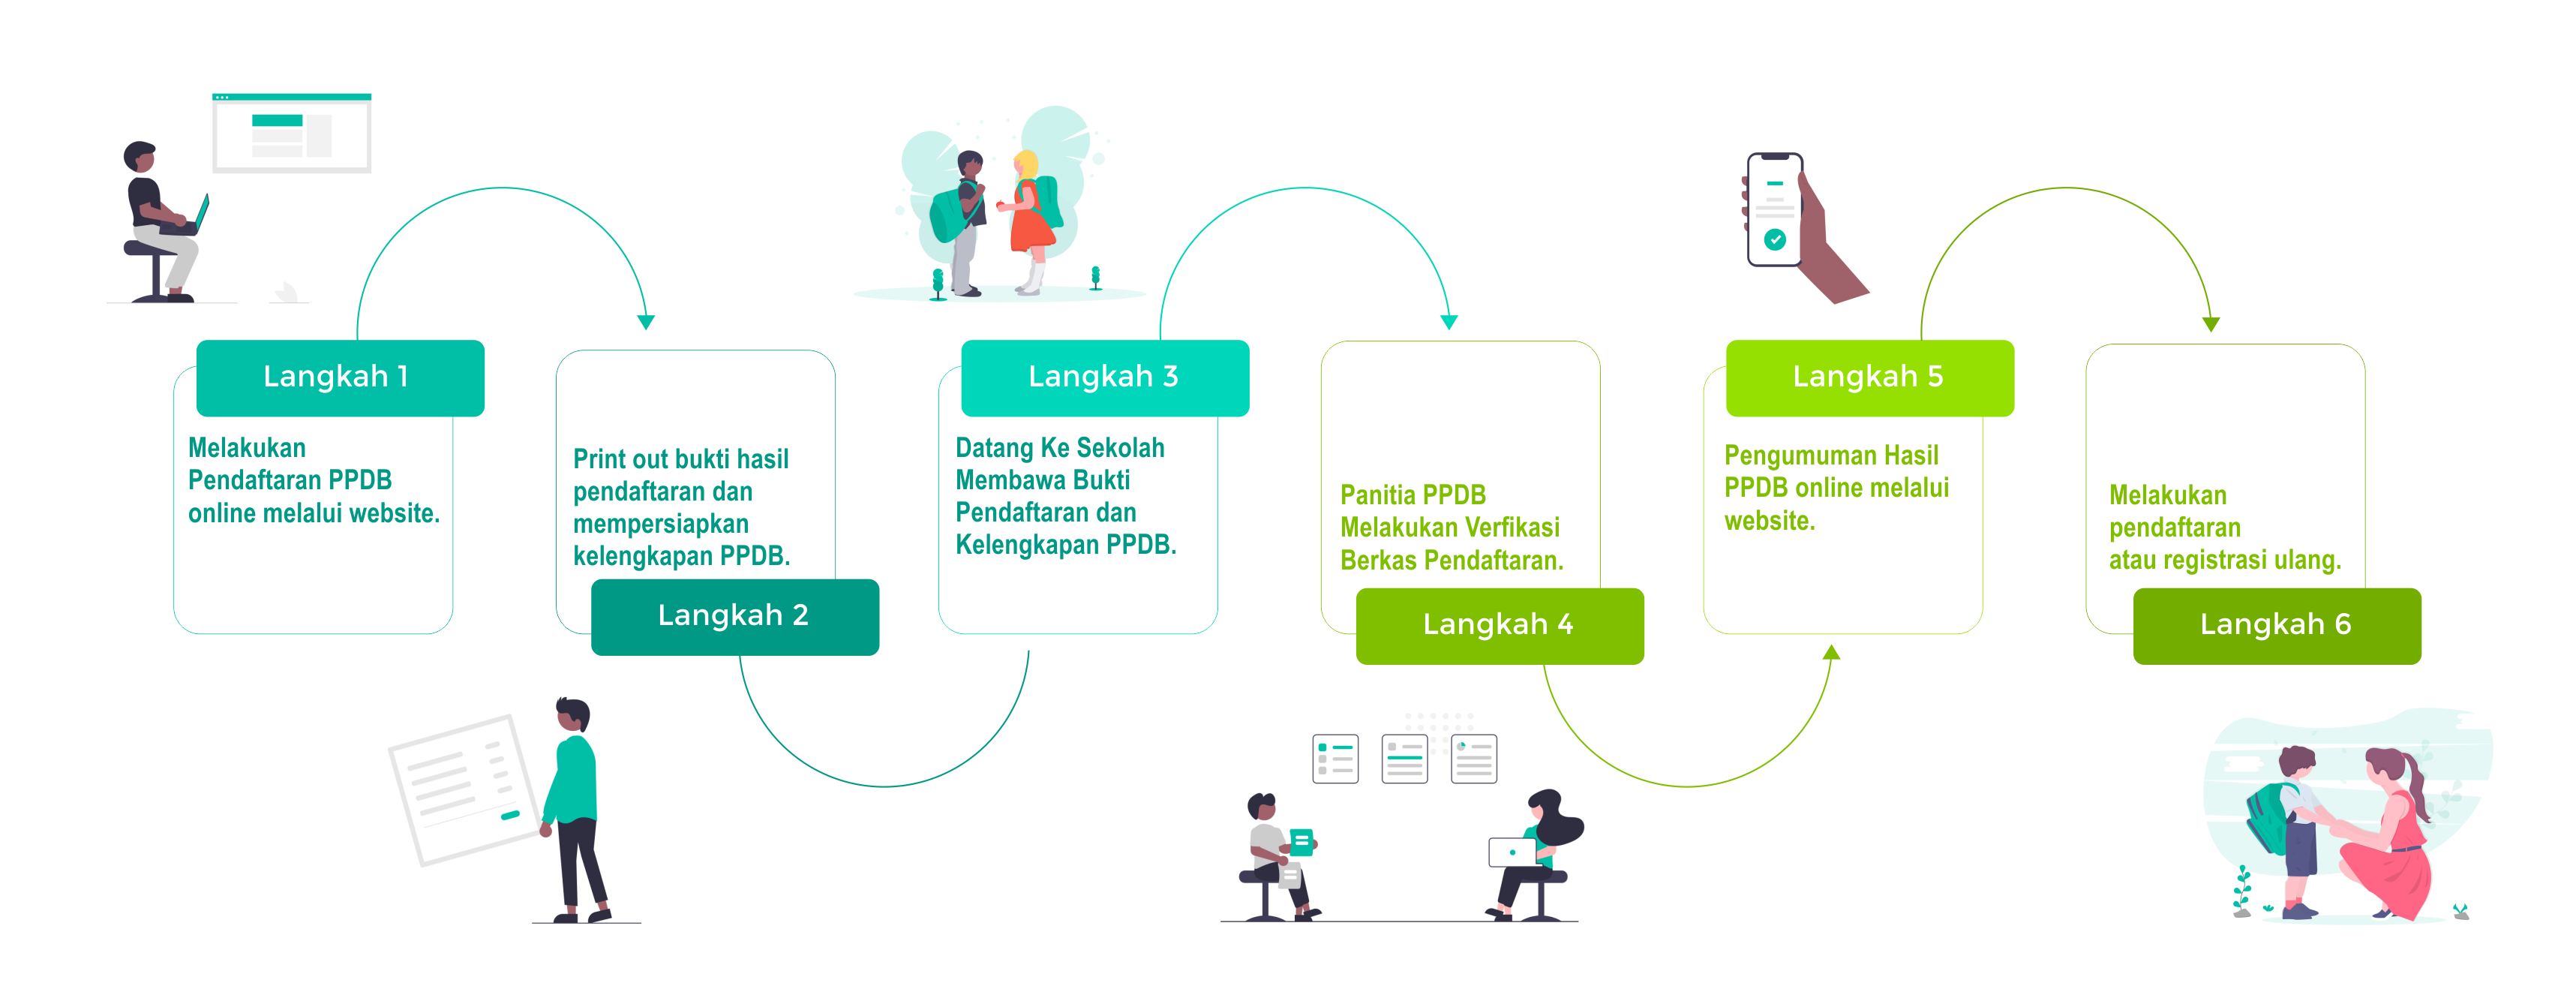 Langkah 1
Melakukan
Pendaftaran PPDB
online melalui website.
Print out bukti hasil
pendaftaran dan
mempersiapkan
kelengkapan PPDB.
Langkah 2
Langkah 3
Datang Ke Sekolah
Membawa Bukti
Pendaftaran dan
Kelengkapan PPDB.
Panitia PPDB
Melakukan Verfikasi
Berkas Pendaftaran.
Langkah 4
Langkah 5
Pengumuman Hasil
PPDB online melalui
website.
Melakukan
pendaftaran
atau registrasi ulang.
Langkah 6